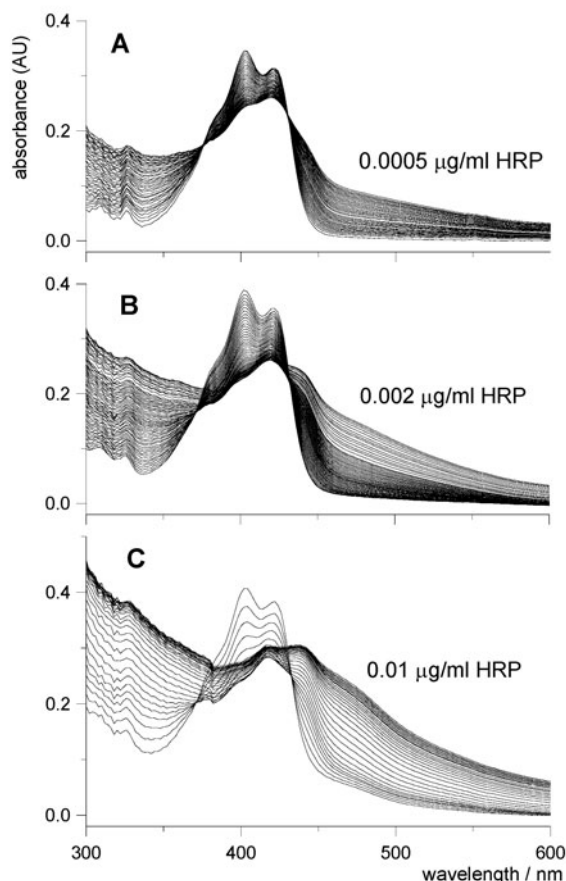 absorbance (AU)
0.4
A
0.2
0.0005 μg/ml HRP
0.0
0.4
B
0.2
0.002 μg/ml HRP
0.0
C
0.4
0.01 μg/ml HRP
0.2
0.0
300 400 500 600
wavelength / nm